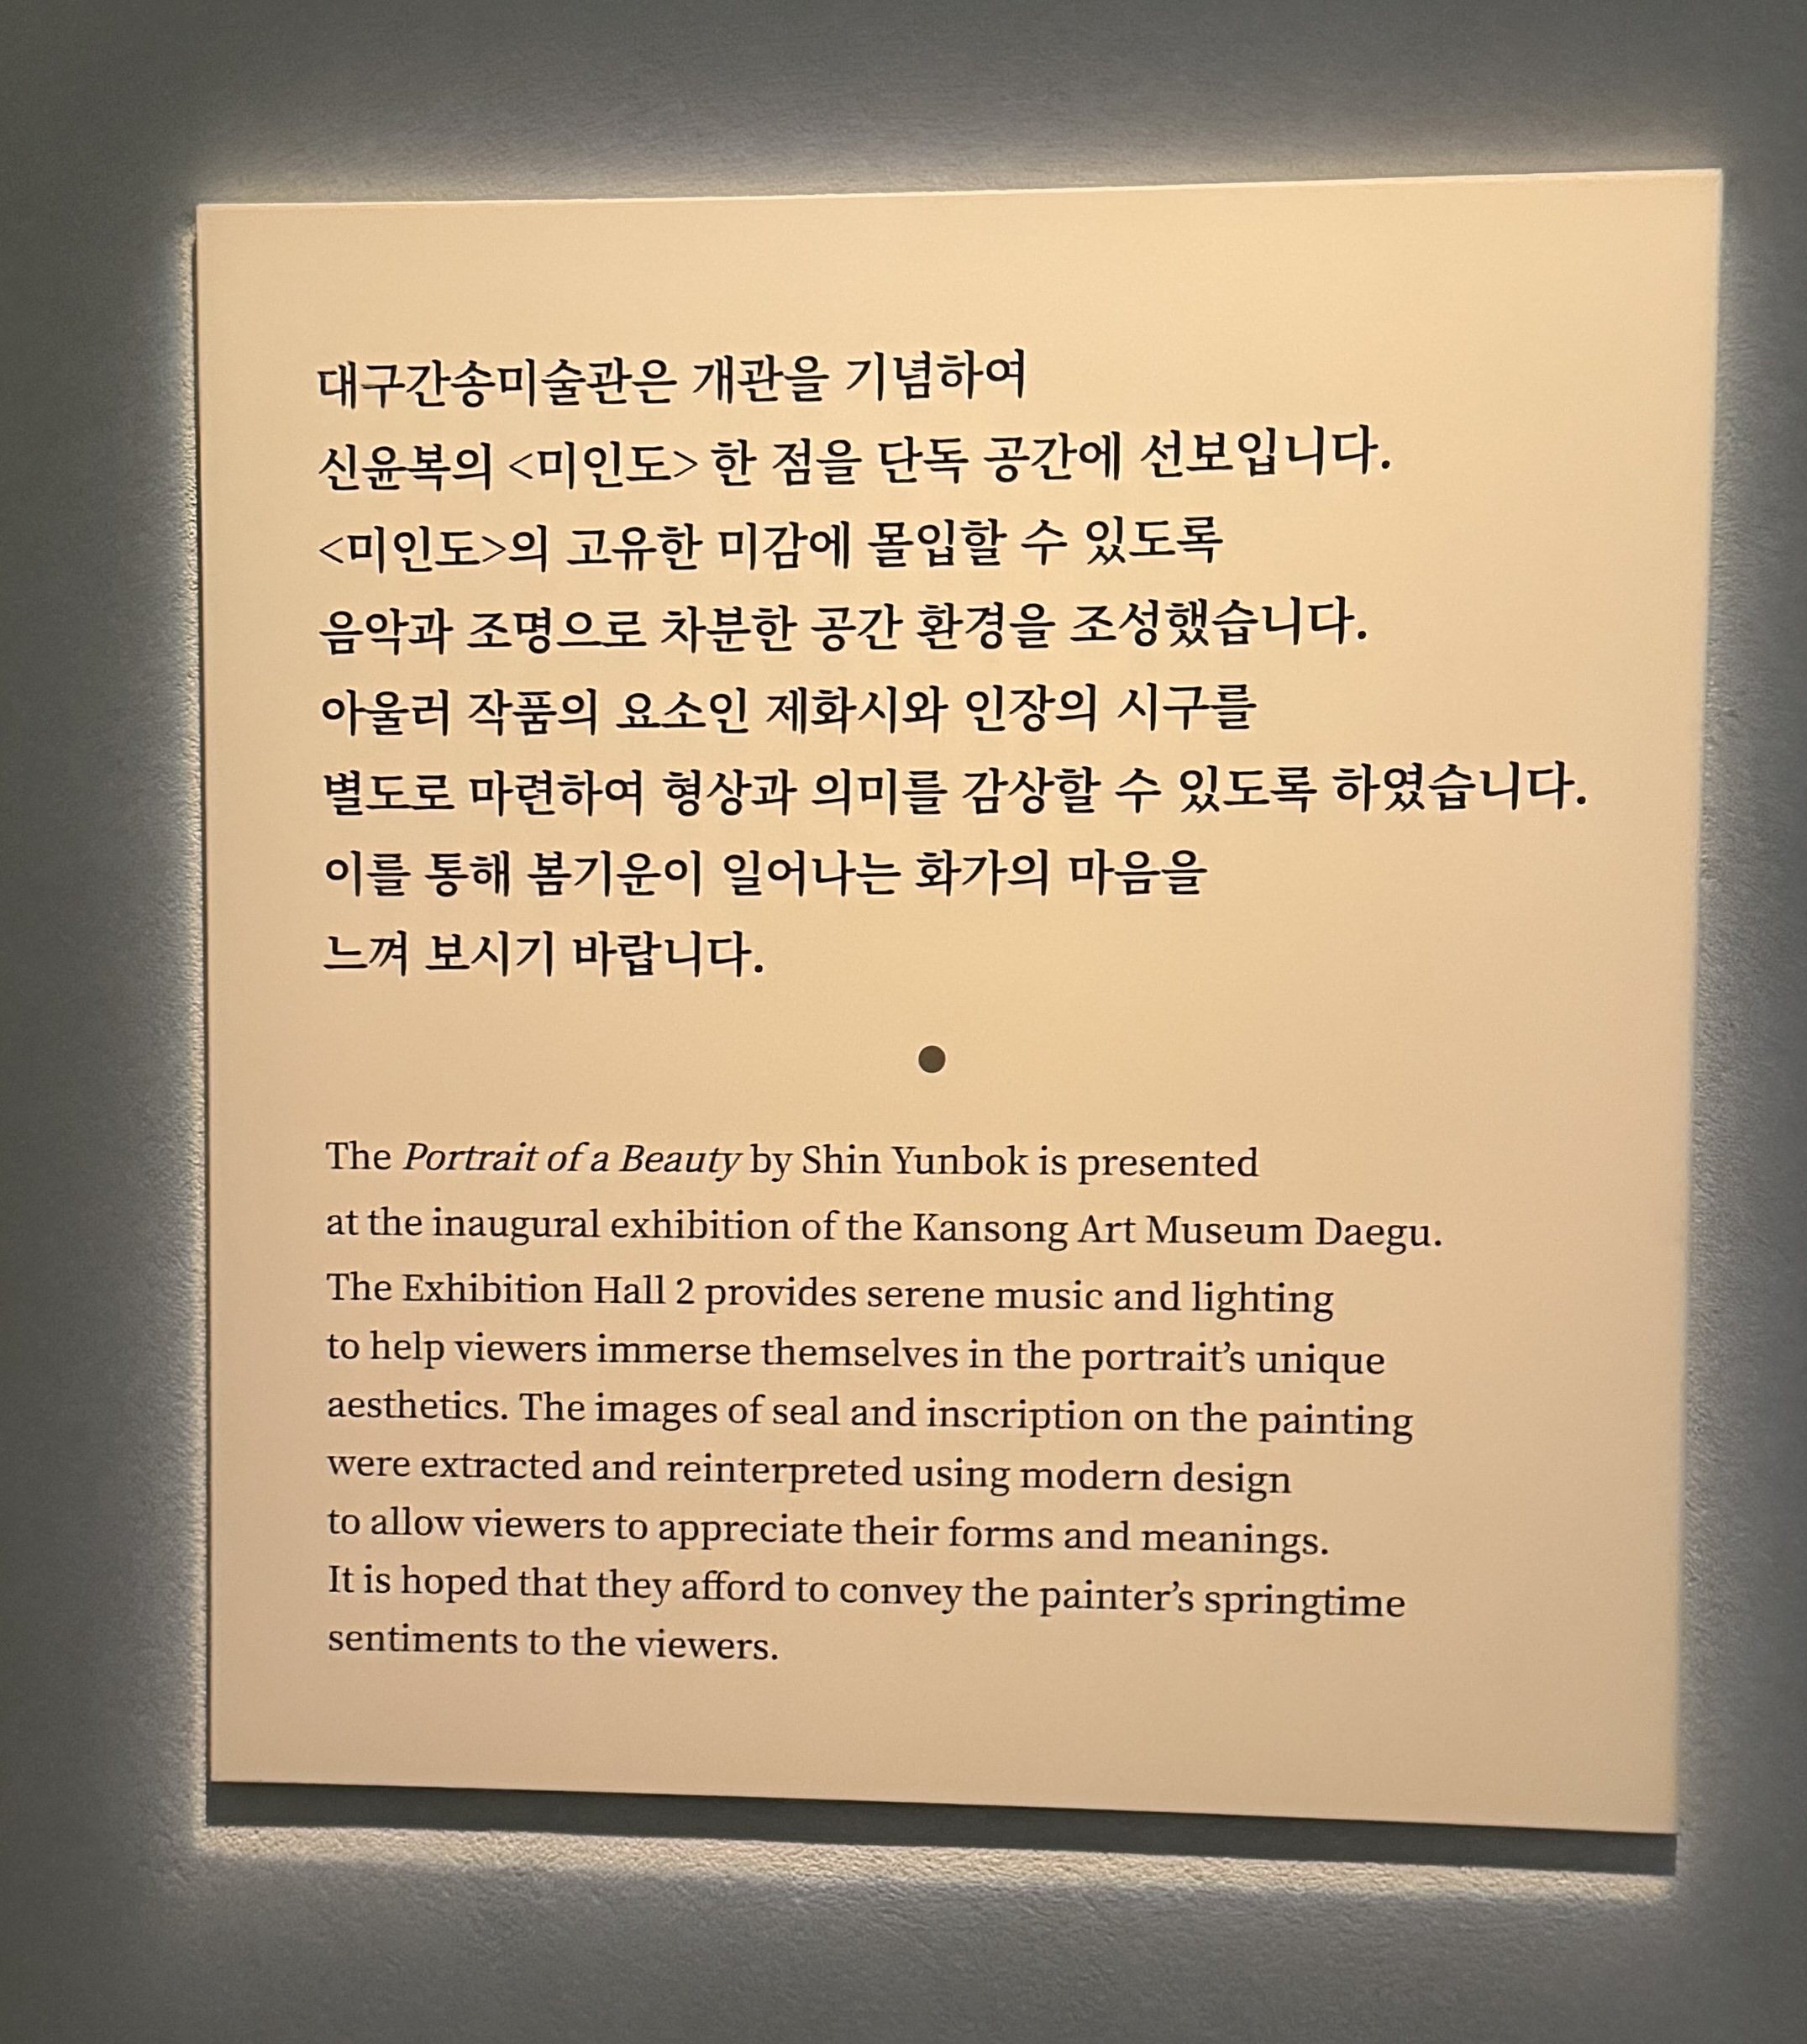 대구간송미술관은 개관을 기념하여
신윤복의 <미인도> 한 점을 단독 공간에 선보입니다.
<미인도>의 고유한 미감에 몰입할 수 있도록
음악과 조명으로 차분한 공간 환경을 조성했습니다.
아울러 작품의 요소인 제화시와 인장의 시구를
별도로 마련하여 형상과 의미를 감상할 수 있도록 하였습니다.
이를 통해 봄기운이 일어나는 화가의 마음을
느껴 보시기 바랍니다.
The Portrait of a Beauty by Shin Yunbok is presented
at the inaugural exhibition of the Kansong Art Museum Daegu.
The Exhibition Hall 2 provides serene music and lighting
to help viewers immerse themselves in the portrait’s unique
aesthetics. The images of seal and inscription on the painting
were extracted and reinterpreted using modern design
to allow viewers to appreciate their forms and meanings.
It is hoped that they afford to convey the painter’s springtime
sentiments to the viewers.